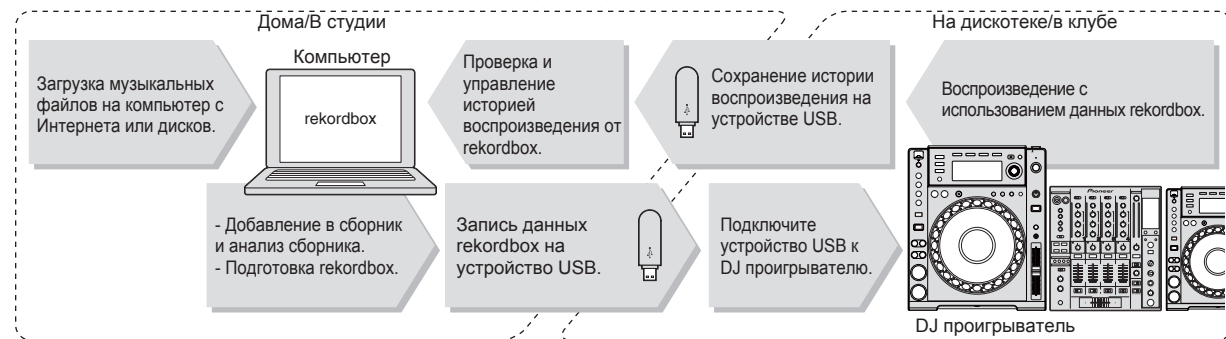 Дома/В студии
На дискотеке/в клубе
Компьютер
Загрузка музыкальных
файлов на компьютер с
Интернета или дисков.
rekordbox
Проверка и
управление
историей
воспроизведения от
rekordbox.
Сохранение истории
воспроизведения на
устройстве USB.
Воспроизведение с
использованием данных rekordbox.
- Добавление в сборник
и анализ сборника.
- Подготовка rekordbox.
Запись данных
rekordbox на
устройство USB.
Подключите
устройство USB к
DJ проигрывателю.
Pioneer
DJ проигрыватель